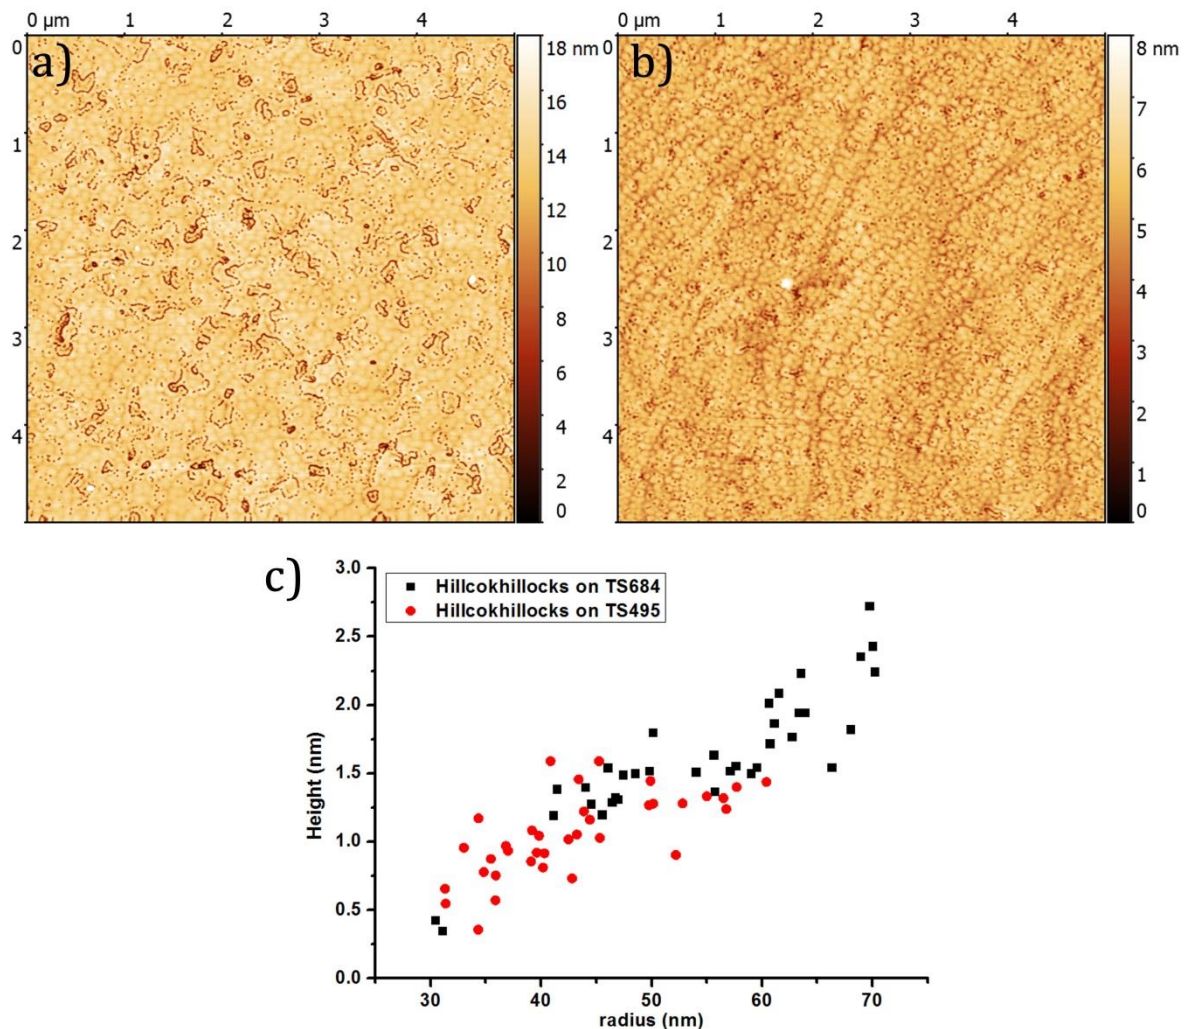 0 µm 1 2 3 4
0 µm 1 2 3 4
a)
0
1
2
3
4
18 nm
16
14
12
10
8
6
4
2
0
b)
0
1
2
3
4
8 nm
7
6
5
4
3
2
1
0
c)
Hillcokhillocks on TS684
Hillcokhillocks on TS495
Height (nm)
3.0
2.5
2.0
1.5
1.0
0.5
0.0
30 40 50 60 70
radius (nm)